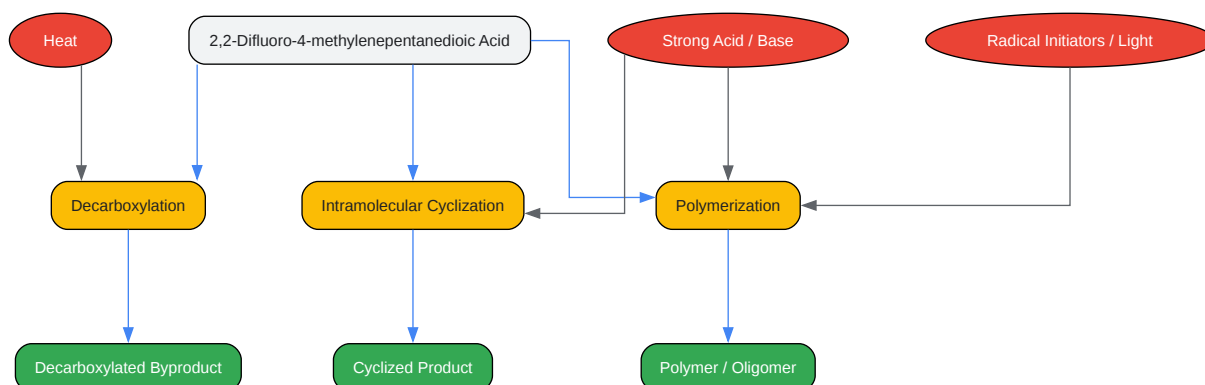 Heat
2,2-Difluoro-4-methylenepentanedioic Acid
Strong Acid / Base
Radical Initiators / Light
Decarboxylation
Intramolecular Cyclization
Polymerization
Decarboxylated Byproduct
Cyclized Product
Polymer / Oligomer